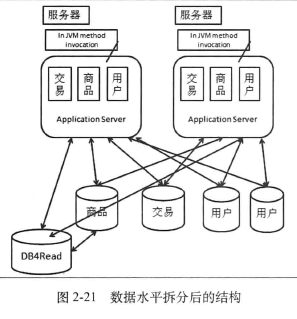 服务器
服务器
In JVM method
invocation
In JVM method
invocation
交易
商品
用户
交易
商品
用户
Application Server
Application Server
商品
交易
用户
用户
DB4Read
图 2-21 数据水平拆分后的结构